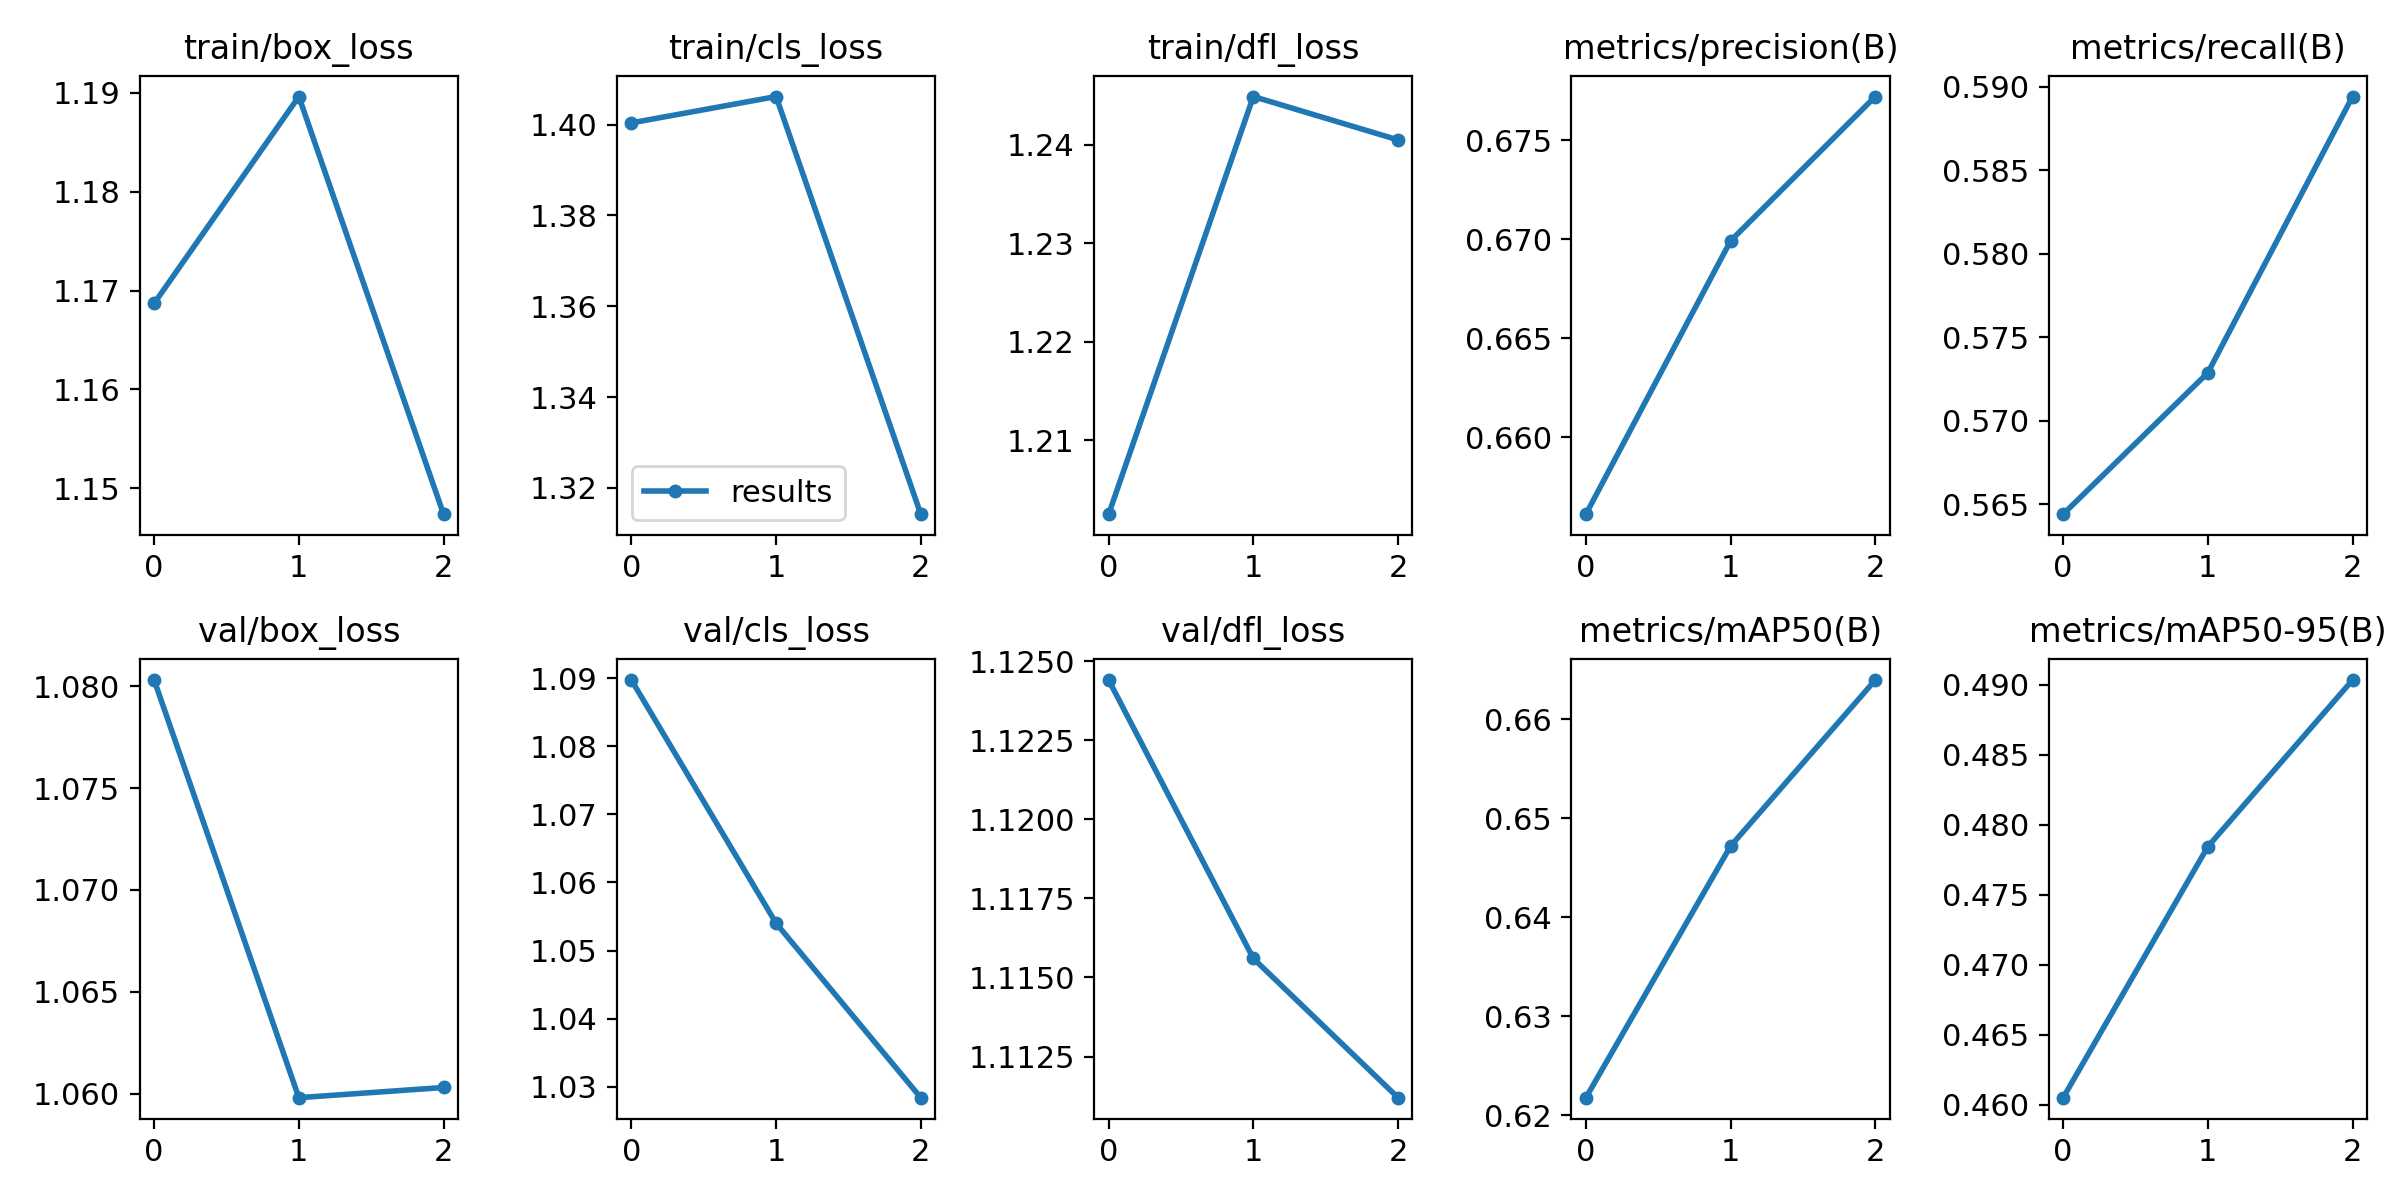 train/box_loss
1.19
1.18
1.17
1.16
1.15
0 1 2
train/cls_loss
1.40
1.38
1.36
1.34
1.32
results
0 1 2
train/dfl_loss
1.24
1.23
1.22
1.21
0 1 2
metrics/precision(B)
0.675
0.670
0.665
0.660
0 1 2
metrics/recall(B)
0.590
0.585
0.580
0.575
0.570
0.565
0 1 2
val/box_loss
1.080
1.075
1.070
1.065
1.060
0 1 2
val/cls_loss
1.09
1.08
1.07
1.06
1.05
1.04
1.03
0 1 2
val/dfl_loss
1.1250
1.1225
1.1200
1.1175
1.1150
1.1125
0 1 2
metrics/mAP50(B)
0.66
0.65
0.64
0.63
0.62
0 1 2
metrics/mAP50-95(B)
0.490
0.485
0.480
0.475
0.470
0.465
0.460
0 1 2